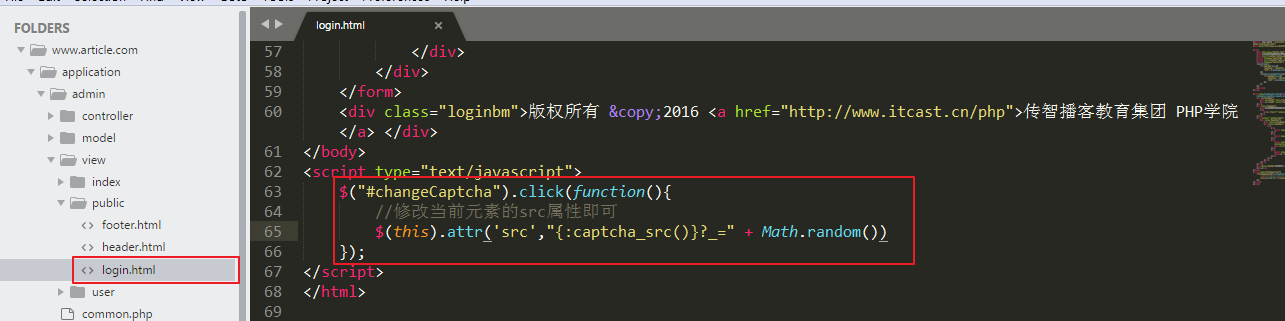 FOLDERS
www.article.com
application
admin
controller
model
view
index
public
footer.html
header.html
login.html
user
common.php
login.html ×
57 </div>
58 </div>
59 </form>
60 <div class="loginbm">版权所有 &copy;2016 <a href="http://www.itcast.cn/php">传智播客教育集团 PHP学院
</a> </div>
61 </body>
62 <script type="text/javascript">
63 $("#changeCaptcha").click(function(){
64 //修改当前元素的src属性即可
65 $(this).attr('src',"{:captcha_src()}?_=" + Math.random())
66 });
67 </script>
68 </html>
69